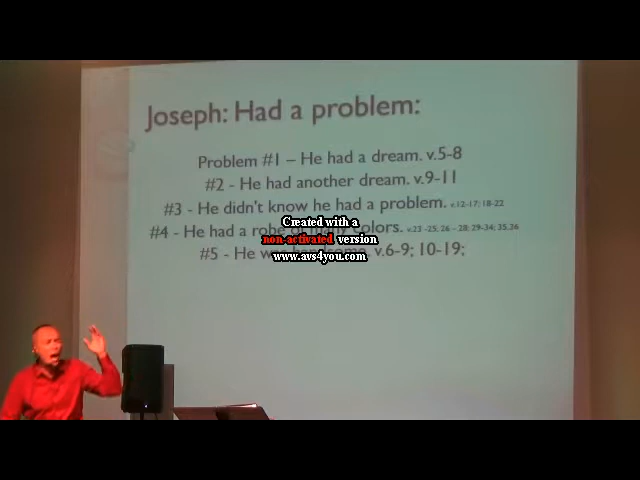 Joseph: Had a problem:
Problem #1 – He had a dream. v.5-8
#2 - He had another dream. v.9-11
#3 - He didn't know he had a problem. v.12-17; 18-22
#4 - He had a robe of many colors. v.23 -25, 26 – 28; 29-34; 35,36
#5 - He was handsome. v.6-9; 10-19;
Created with a
non-activated version
www.avs4you.com